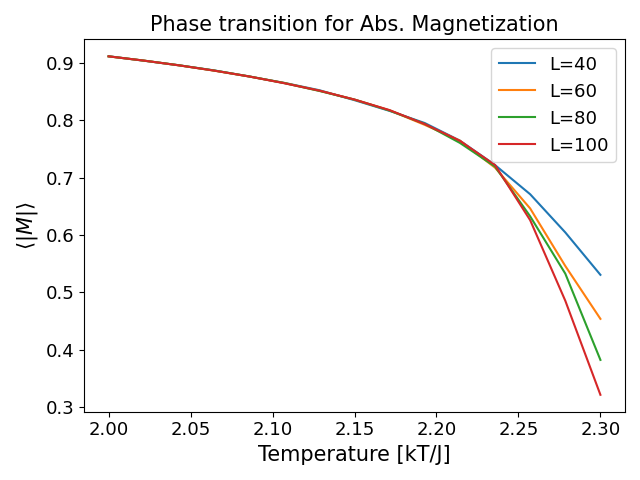 Phase transition for Abs. Magnetization
⟨|M|⟩
0.9
0.8
0.7
0.6
0.5
0.4
0.3
L=40
L=60
L=80
L=100
2.00 2.05 2.10 2.15 2.20 2.25 2.30
Temperature [kT/J]